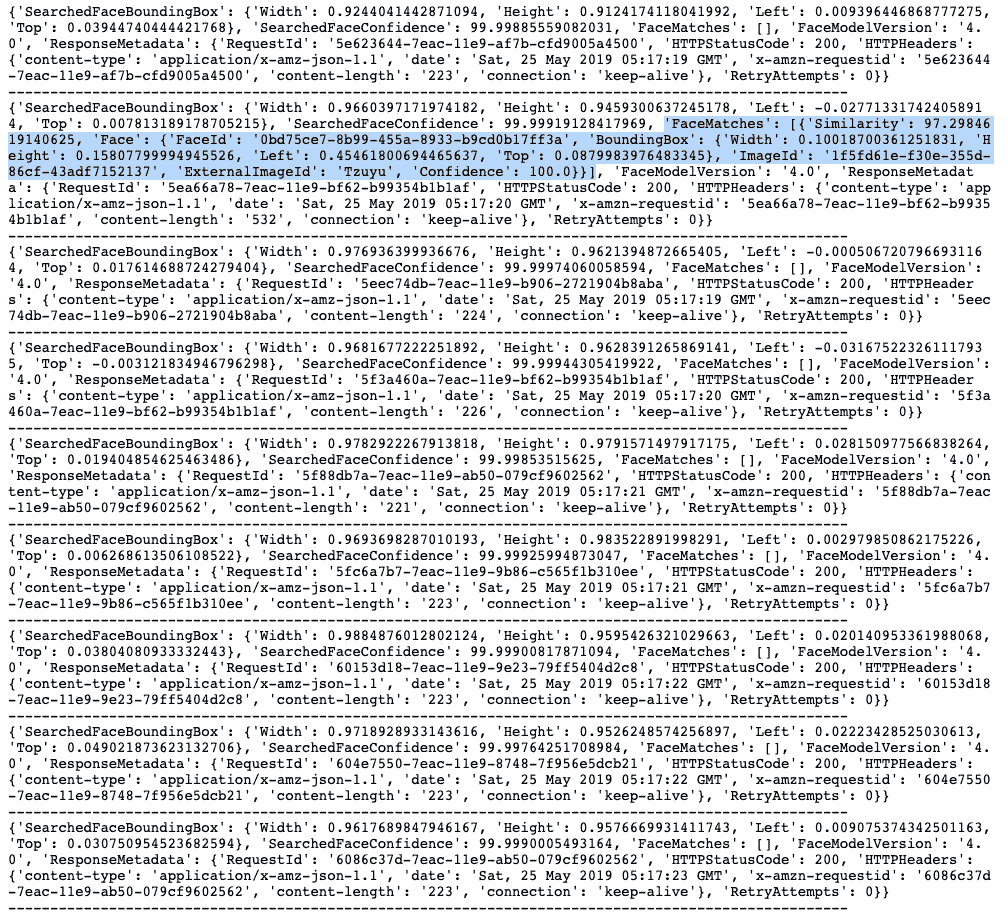 {'SearchedFaceBoundingBox': {'Width': 0.9244041442871094, 'Height': 0.9124174118041992, 'Left': 0.009396446868777275,
'Top': 0.03944740444421768}, 'SearchedFaceConfidence': 99.99885559082031, 'FaceMatches': [], 'FaceModelVersion': '4.
0', 'ResponseMetadata': {'RequestId': '5e623644-7eac-11e9-af7b-cfd9005a4500', 'HTTPStatusCode': 200, 'HTTPHeaders':
{'content-type': 'application/x-amz-json-1.1', 'date': 'Sat, 25 May 2019 05:17:19 GMT', 'x-amzn-requestid': '5e623644
-7eac-11e9-af7b-cfd9005a4500', 'content-length': '223', 'connection': 'keep-alive'}, 'RetryAttempts': 0}}
----------------------------------------------------------------------------------------------------
{'SearchedFaceBoundingBox': {'Width': 0.9660397171974182, 'Height': 0.9459300637245178, 'Left': -0.02771331742405891
4, 'Top': 0.007813189178705215}, 'SearchedFaceConfidence': 99.99919128417969, 'FaceMatches': [{'Similarity': 97.29846
19140625, 'Face': {'FaceId': '0bd75ce7-8b99-455a-8933-b9cd0b17ff3a', 'BoundingBox': {'Width': 0.10018700361251831, 'H
eight': 0.15807799994945526, 'Left': 0.45461800694465637, 'Top': 0.0879983976483345}, 'ImageId': '1f5fd61e-f30e-355d-
86cf-43adf7152137', 'ExternalImageId': 'Tzuyu', 'Confidence': 100.0}}], 'FaceModelVersion': '4.0', 'ResponseMetadat
a': {'RequestId': '5ea66a78-7eac-11e9-bf62-b99354b1b1af', 'HTTPStatusCode': 200, 'HTTPHeaders': {'content-type': 'app
lication/x-amz-json-1.1', 'date': 'Sat, 25 May 2019 05:17:20 GMT', 'x-amzn-requestid': '5ea66a78-7eac-11e9-bf62-b9935
4b1b1af', 'content-length': '532', 'connection': 'keep-alive'}, 'RetryAttempts': 0}}
----------------------------------------------------------------------------------------------------
{'SearchedFaceBoundingBox': {'Width': 0.976936399936676, 'Height': 0.9621394872665405, 'Left': -0.000506720796693116
4, 'Top': 0.017614688724279404}, 'SearchedFaceConfidence': 99.99974060058594, 'FaceMatches': [], 'FaceModelVersion':
'4.0', 'ResponseMetadata': {'RequestId': '5eec74db-7eac-11e9-b906-2721904b8aba', 'HTTPStatusCode': 200, 'HTTPHeader
s': {'content-type': 'application/x-amz-json-1.1', 'date': 'Sat, 25 May 2019 05:17:19 GMT', 'x-amzn-requestid': '5eec
74db-7eac-11e9-b906-2721904b8aba', 'content-length': '224', 'connection': 'keep-alive'}, 'RetryAttempts': 0}}
----------------------------------------------------------------------------------------------------
{'SearchedFaceBoundingBox': {'Width': 0.9681677222251892, 'Height': 0.9628391265869141, 'Left': -0.03167522326111793
5, 'Top': -0.003121834946796298}, 'SearchedFaceConfidence': 99.99944305419922, 'FaceMatches': [], 'FaceModelVersion':
'4.0', 'ResponseMetadata': {'RequestId': '5f3a460a-7eac-11e9-bf62-b99354b1b1af', 'HTTPStatusCode': 200, 'HTTPHeader
s': {'content-type': 'application/x-amz-json-1.1', 'date': 'Sat, 25 May 2019 05:17:20 GMT', 'x-amzn-requestid': '5f3a
460a-7eac-11e9-bf62-b99354b1b1af', 'content-length': '226', 'connection': 'keep-alive'}, 'RetryAttempts': 0}}
----------------------------------------------------------------------------------------------------
{'SearchedFaceBoundingBox': {'Width': 0.9782922267913818, 'Height': 0.9791571497917175, 'Left': 0.028150977566838264,
'Top': 0.019404854625463486}, 'SearchedFaceConfidence': 99.99853515625, 'FaceMatches': [], 'FaceModelVersion': '4.0',
'ResponseMetadata': {'RequestId': '5f88db7a-7eac-11e9-ab50-079cf9602562', 'HTTPStatusCode': 200, 'HTTPHeaders': {'con
tent-type': 'application/x-amz-json-1.1', 'date': 'Sat, 25 May 2019 05:17:21 GMT', 'x-amzn-requestid': '5f88db7a-7eac
-11e9-ab50-079cf9602562', 'content-length': '221', 'connection': 'keep-alive'}, 'RetryAttempts': 0}}
----------------------------------------------------------------------------------------------------
{'SearchedFaceBoundingBox': {'Width': 0.9693698287010193, 'Height': 0.983522891998291, 'Left': 0.002979850862175226,
'Top': 0.006268613506108522}, 'SearchedFaceConfidence': 99.99925994873047, 'FaceMatches': [], 'FaceModelVersion': '4.
0', 'ResponseMetadata': {'RequestId': '5fc6a7b7-7eac-11e9-9b86-c565f1b310ee', 'HTTPStatusCode': 200, 'HTTPHeaders':
{'content-type': 'application/x-amz-json-1.1', 'date': 'Sat, 25 May 2019 05:17:21 GMT', 'x-amzn-requestid': '5fc6a7b7
-7eac-11e9-9b86-c565f1b310ee', 'content-length': '223', 'connection': 'keep-alive'}, 'RetryAttempts': 0}}
----------------------------------------------------------------------------------------------------
{'SearchedFaceBoundingBox': {'Width': 0.9884876012802124, 'Height': 0.9595426321029663, 'Left': 0.020140953361988068,
'Top': 0.03804080933332443}, 'SearchedFaceConfidence': 99.99900817871094, 'FaceMatches': [], 'FaceModelVersion': '4.
0', 'ResponseMetadata': {'RequestId': '60153d18-7eac-11e9-9e23-79ff5404d2c8', 'HTTPStatusCode': 200, 'HTTPHeaders':
{'content-type': 'application/x-amz-json-1.1', 'date': 'Sat, 25 May 2019 05:17:22 GMT', 'x-amzn-requestid': '60153d18
-7eac-11e9-9e23-79ff5404d2c8', 'content-length': '223', 'connection': 'keep-alive'}, 'RetryAttempts': 0}}
----------------------------------------------------------------------------------------------------
{'SearchedFaceBoundingBox': {'Width': 0.9718928933143616, 'Height': 0.9526248574256897, 'Left': 0.02223428525030613,
'Top': 0.049021873623132706}, 'SearchedFaceConfidence': 99.99764251708984, 'FaceMatches': [], 'FaceModelVersion': '4.
0', 'ResponseMetadata': {'RequestId': '604e7550-7eac-11e9-8748-7f956e5dcb21', 'HTTPStatusCode': 200, 'HTTPHeaders':
{'content-type': 'application/x-amz-json-1.1', 'date': 'Sat, 25 May 2019 05:17:22 GMT', 'x-amzn-requestid': '604e7550
-7eac-11e9-8748-7f956e5dcb21', 'content-length': '223', 'connection': 'keep-alive'}, 'RetryAttempts': 0}}
----------------------------------------------------------------------------------------------------
{'SearchedFaceBoundingBox': {'Width': 0.9617689847946167, 'Height': 0.9576669931411743, 'Left': 0.009075374342501163,
'Top': 0.030750954523682594}, 'SearchedFaceConfidence': 99.9990005493164, 'FaceMatches': [], 'FaceModelVersion': '4.
0', 'ResponseMetadata': {'RequestId': '6086c37d-7eac-11e9-ab50-079cf9602562', 'HTTPStatusCode': 200, 'HTTPHeaders':
{'content-type': 'application/x-amz-json-1.1', 'date': 'Sat, 25 May 2019 05:17:23 GMT', 'x-amzn-requestid': '6086c37d
-7eac-11e9-ab50-079cf9602562', 'content-length': '223', 'connection': 'keep-alive'}, 'RetryAttempts': 0}}
----------------------------------------------------------------------------------------------------